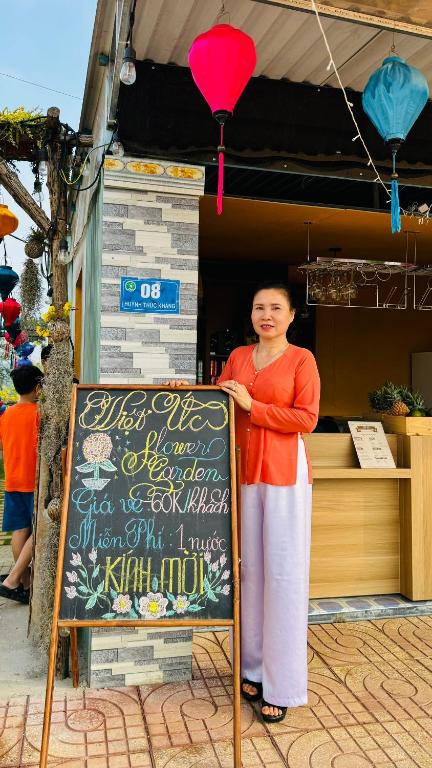 08
HUỲNH THÚC KHÁNG
Việt Úc
Flower
Garden
Giá vé 60K/khách
Miễn Phí 1 nước
KÍNH MỜI